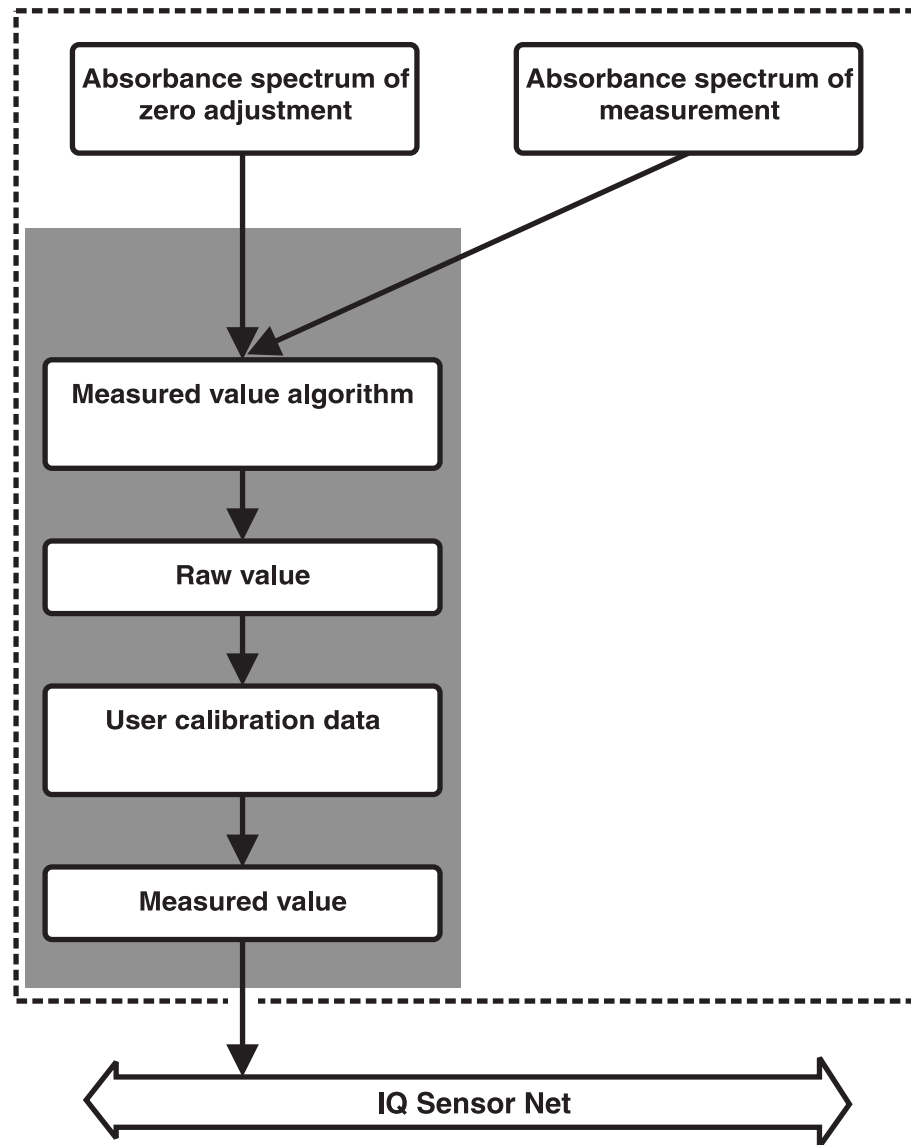 Absorbance spectrum of
zero adjustment
Absorbance spectrum of
measurement
Measured value algorithm
Raw value
User calibration data
Measured value
IQ Sensor Net